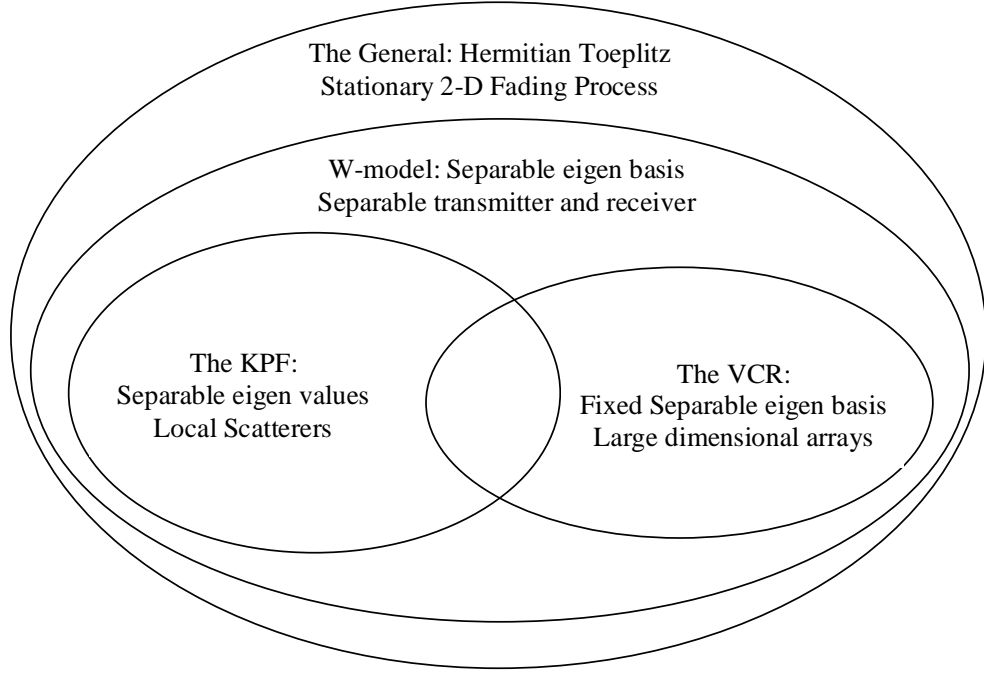 The General: Hermitian Toeplitz
Stationary 2-D Fading Process
W-model: Separable eigen basis
Separable transmitter and receiver
The KPF:
Separable eigen values
Local Scatterers
The VCR:
Fixed Separable eigen basis
Large dimensional arrays